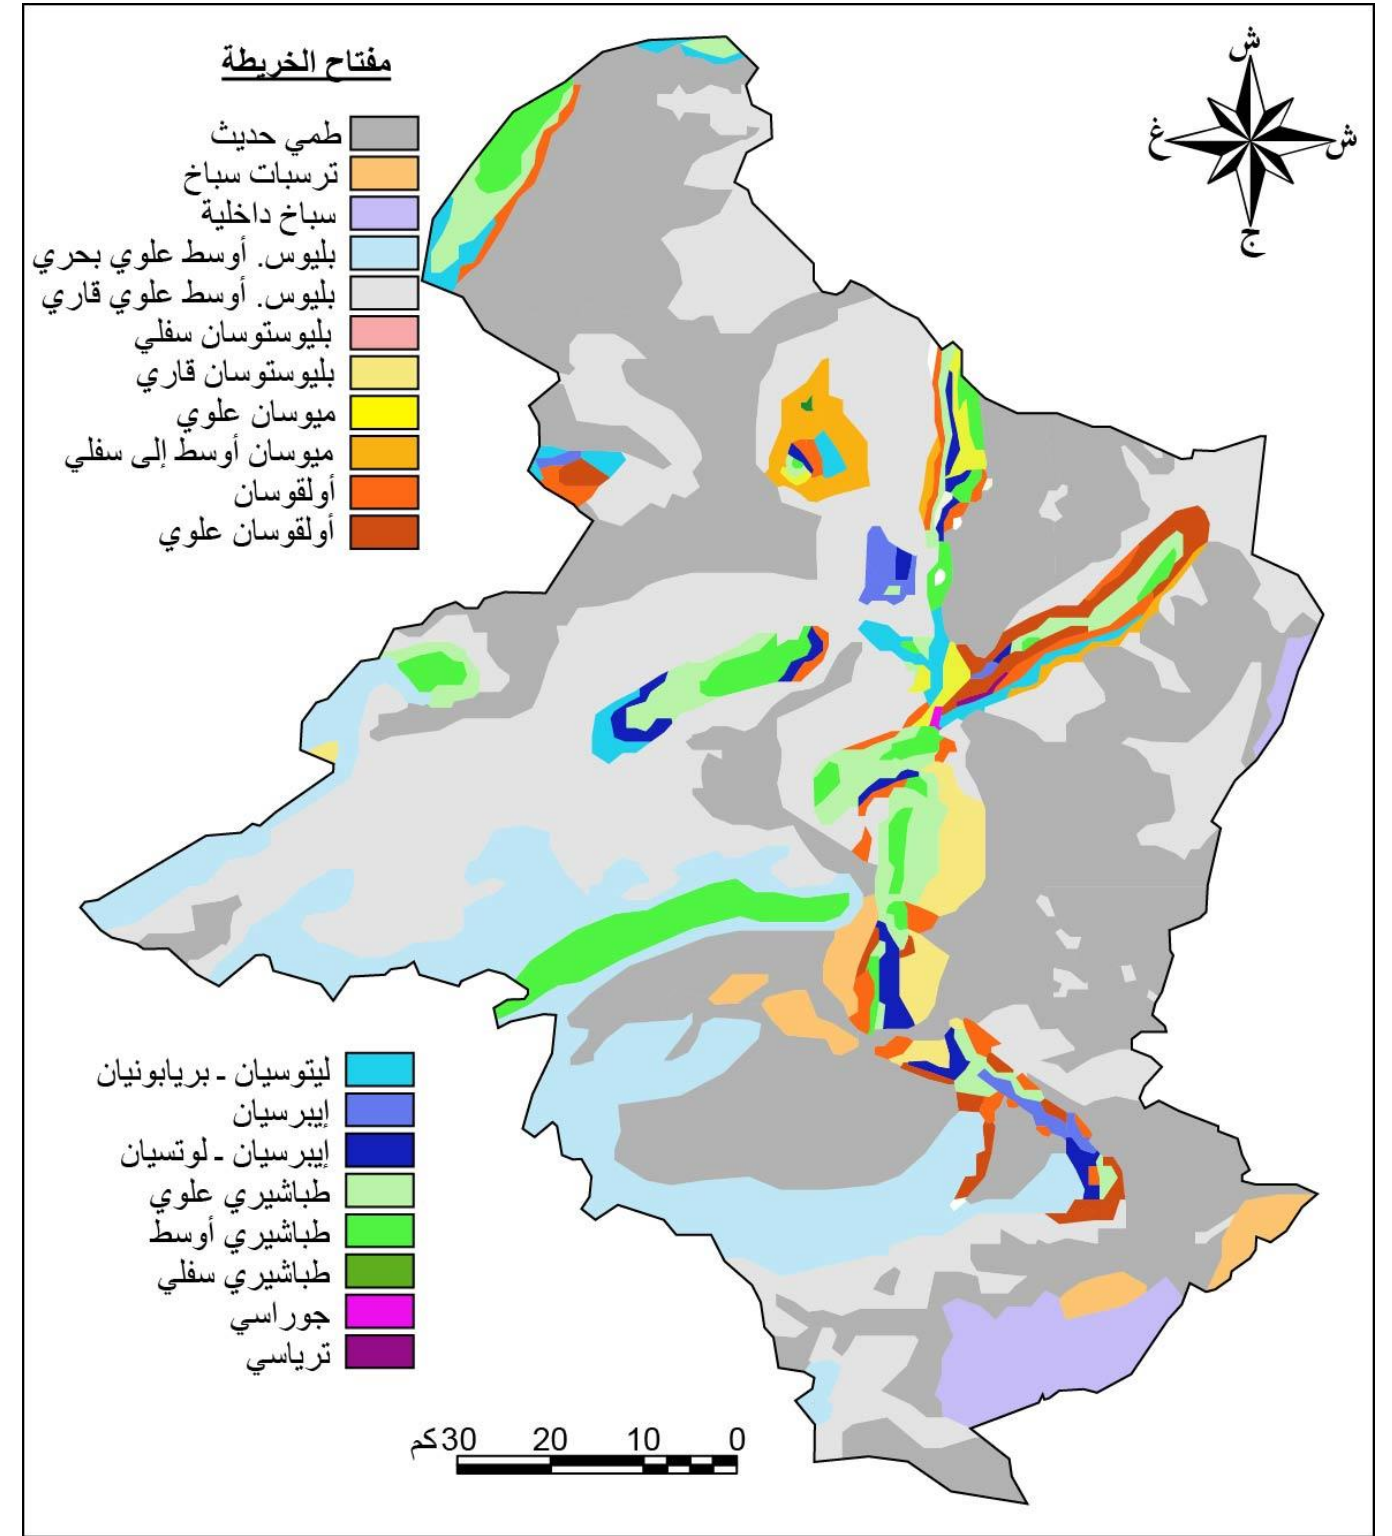 مفتاح الخريطة
طمي حديث
ترسبات سباخ
سباخ داخلية
بليوس. أوسط علوي بحري
بليوس. أوسط علوي قاري
بليوستوسان سفلي
بليوستوسان قاري
ميوسان علوي
ميوسان أوسط إلى سفلي
أولقوسان
أولقوسان علوي
ش
ش
غ
ج
ليتوسيان - بريابونيان
إيبرسيان
إيبرسيان - لوتسيان
طباشيري علوي
طباشيري أوسط
طباشيري سفلي
جوراسي
ترياسي
0 10 20 30 كم